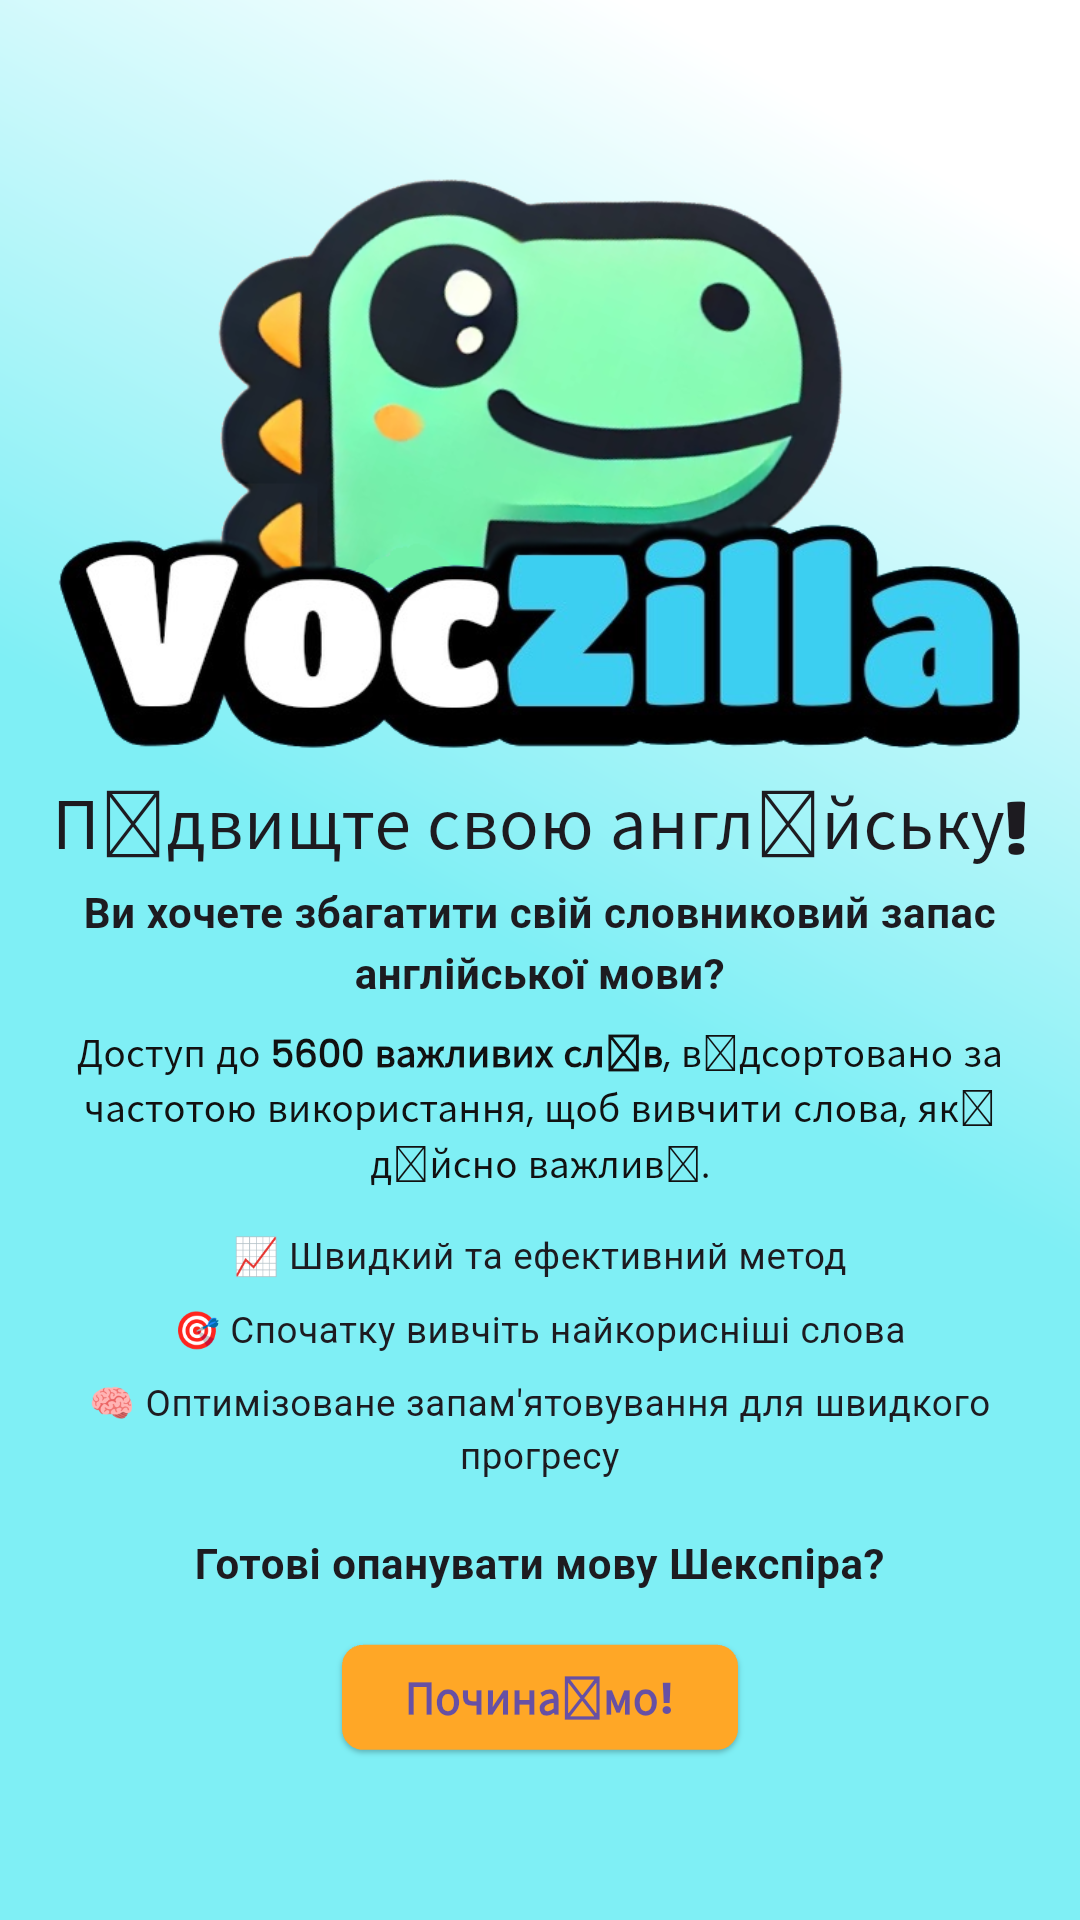 VocZilla
П☒двищте свою англ☒йську!
Ви хочете збагатити свій словниковий запас
англійської мови?
Доступ до 5600 важливих сл☒в, в☒дсортовано за
частотою використання, щоб вивчити слова, як☒
д☒йсно важлив☒.
📈 Швидкий та ефективний метод
🎯 Спочатку вивчіть найкорисніші слова
🧠 Оптимізоване запам'ятовування для швидкого
прогресу
Готові опанувати мову Шекспіра?
Почина☒мо!